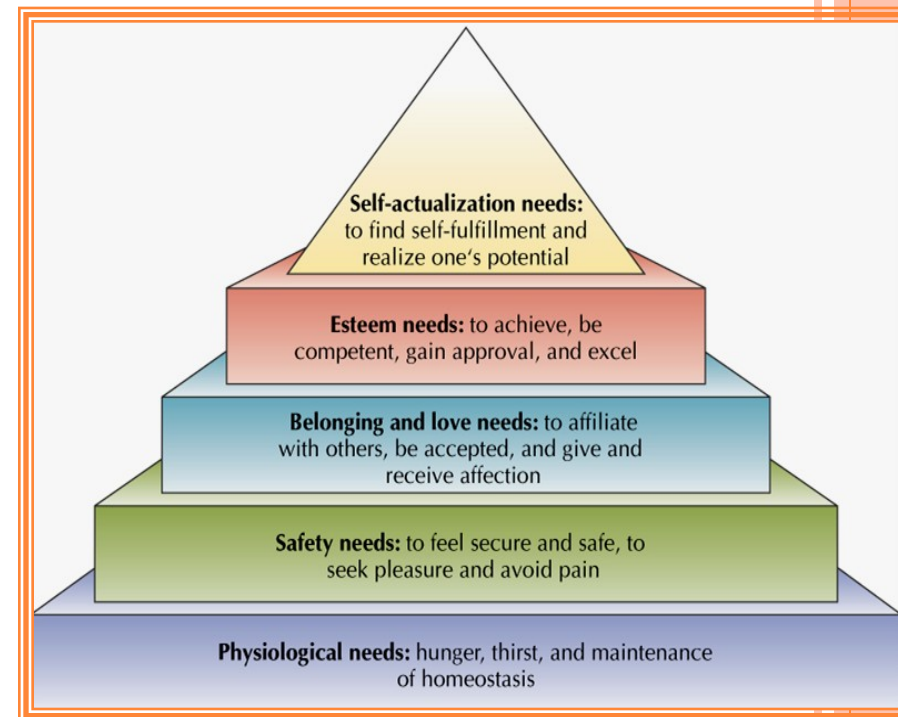 Self-actualization needs:
to find self-fulfillment and
realize one‘s potential
Esteem needs: to achieve, be
competent, gain approval, and excel
Belonging and love needs: to affiliate
with others, be accepted, and give and
receive affection
Safety needs: to feel secure and safe, to
seek pleasure and avoid pain
Physiological needs: hunger, thirst, and maintenance
of homeostasis